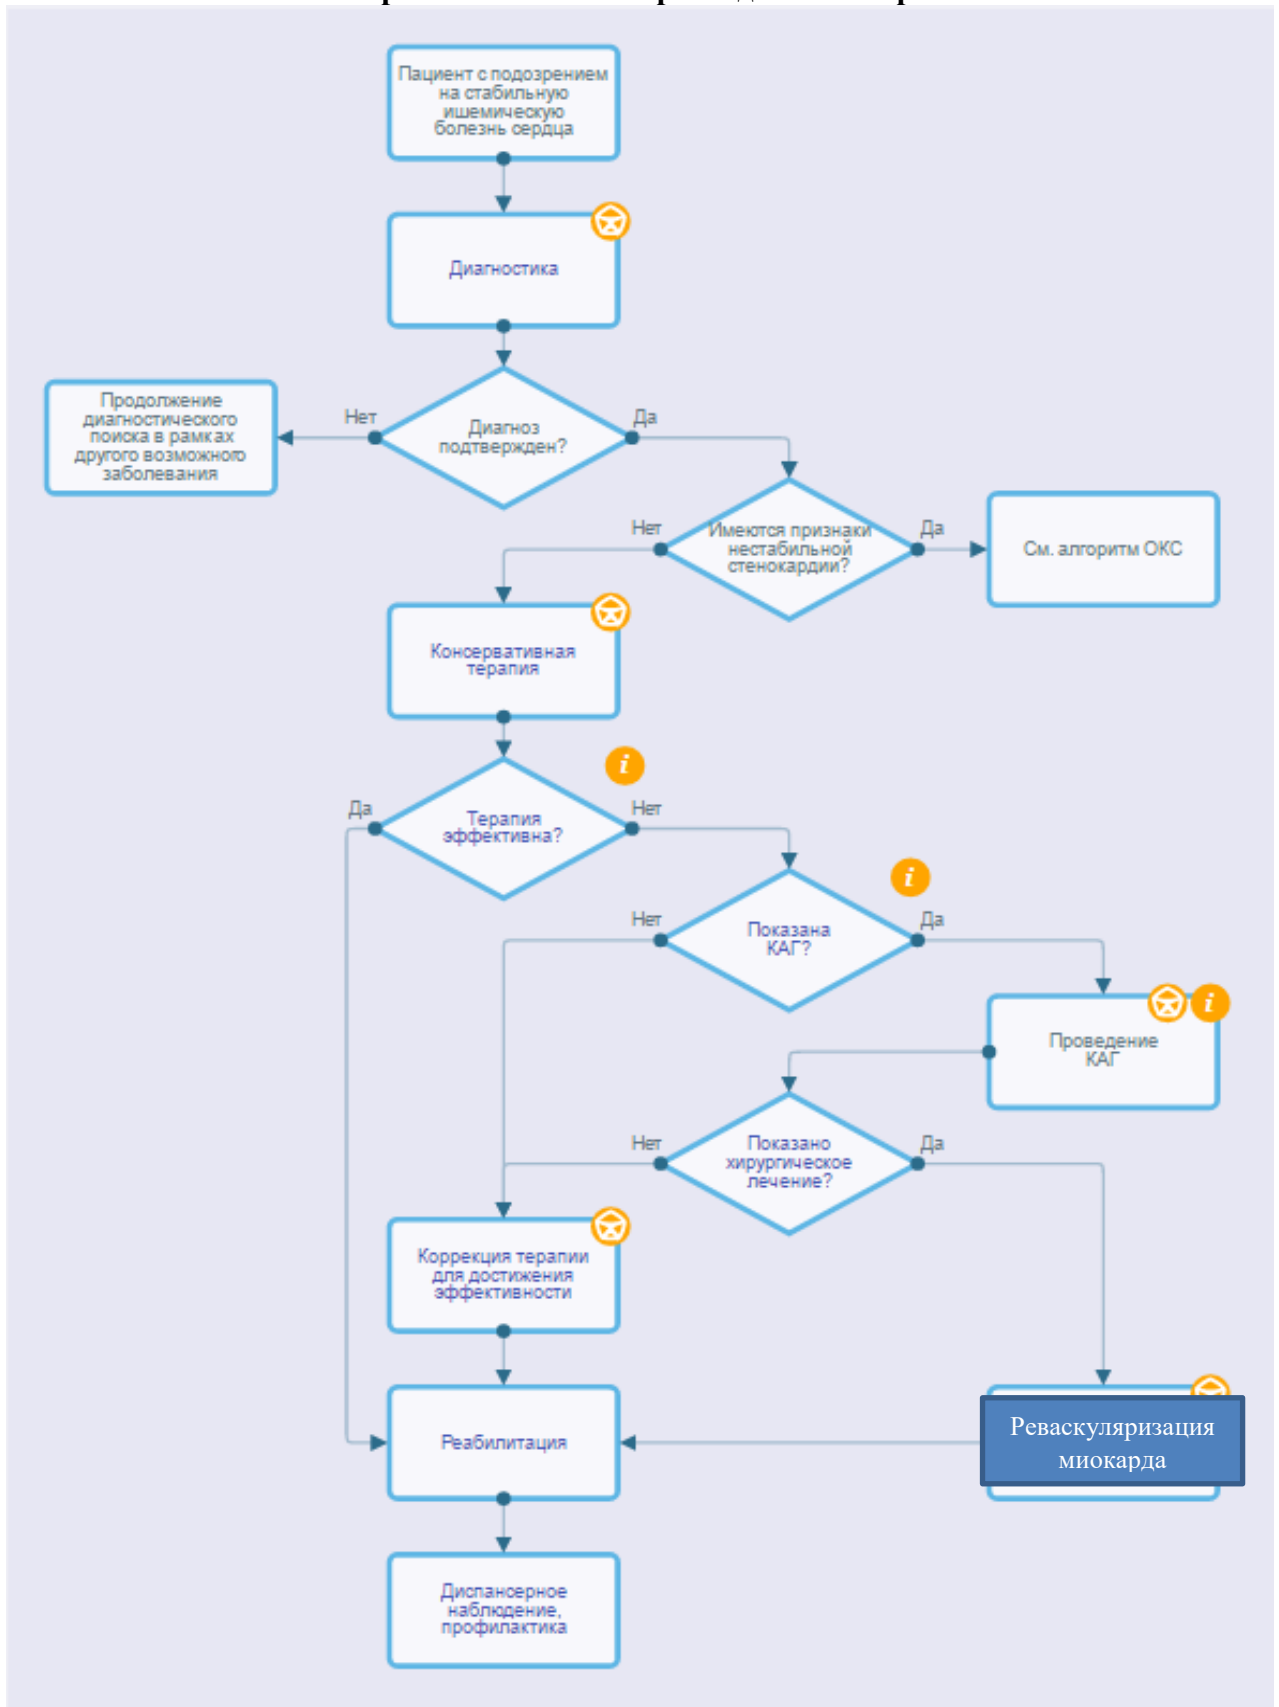 Пациент с подозрением
на стабильную
ишемическую
болезнь сердца
Диагностика
Продолжение
диагностического
поиска в рамках
другого возможного
заболевания
Нет
Диагноз
подтвержден?
Да
Нет
Имеются признаки
нестабильной
стенокардии?
Да
См. алгоритм ОКС
Консервативная
терапия
Да
Терапия
эффективна?
i
Нет
i
Нет
Показана
КАГ?
Да
i
Проведение
КАГ
Нет
Показано
хирургическое
лечение?
Да
Коррекция терапии
для достижения
эффективности
Реабилитация
Реваскуляризация
миокарда
Диспансерное
наблюдение,
профилактика